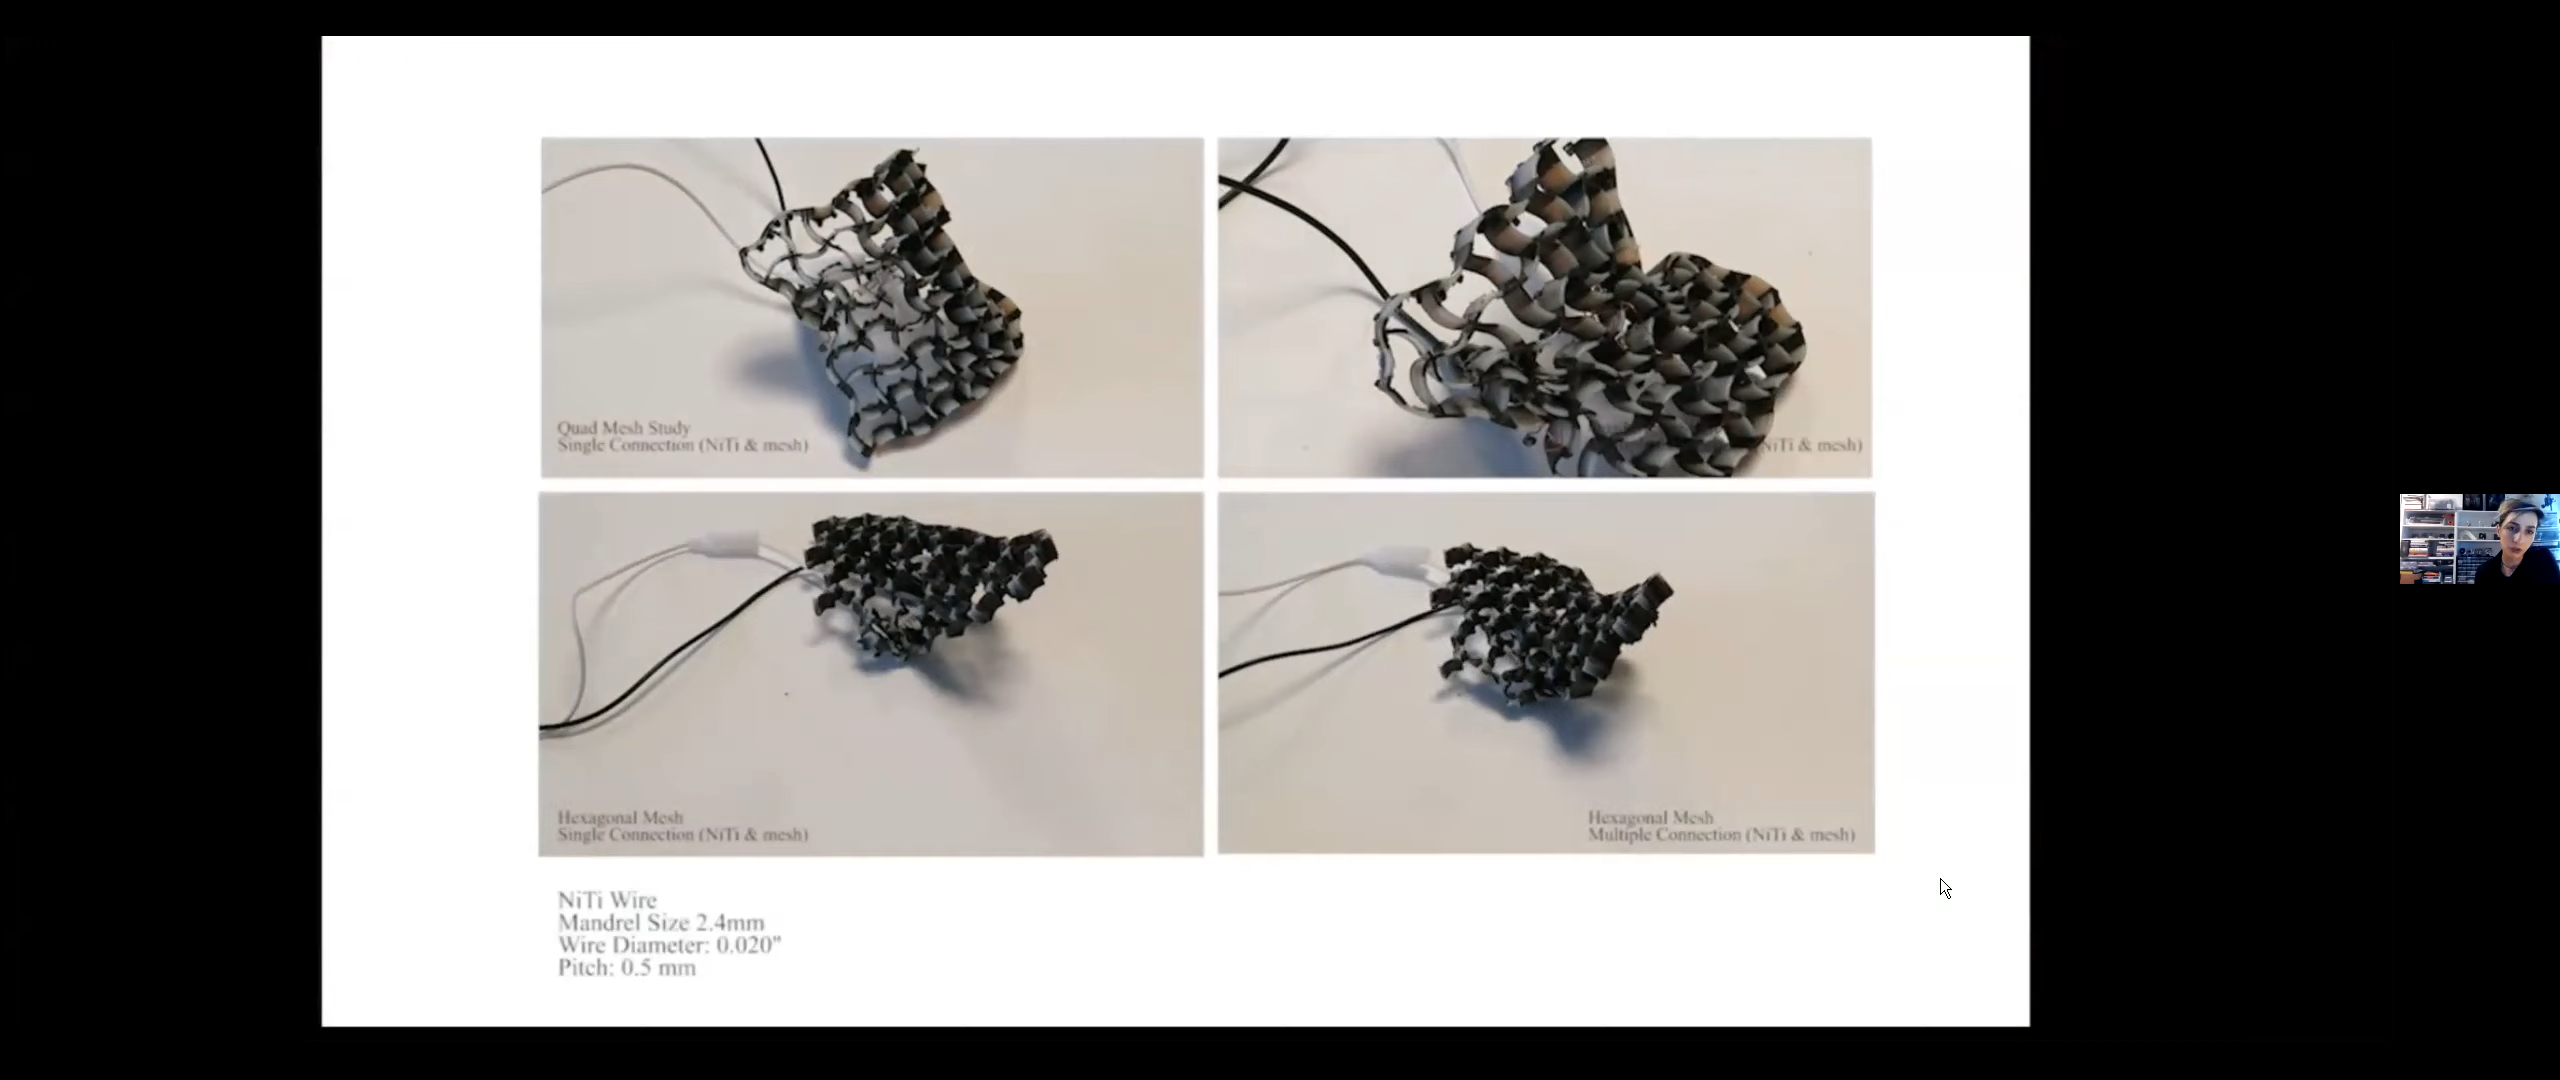 Quad Mesh Study
Single Connection (NiTi & mesh)
NiTi & mesh)
Hexagonal Mesh
Single Connection (NiTi & mesh)
Hexagonal Mesh
Multiple Connection (NiTi & mesh)
NiTi Wire
Mandrel Size 2.4mm
Wire Diameter: 0.020"
Pitch: 0.5 mm